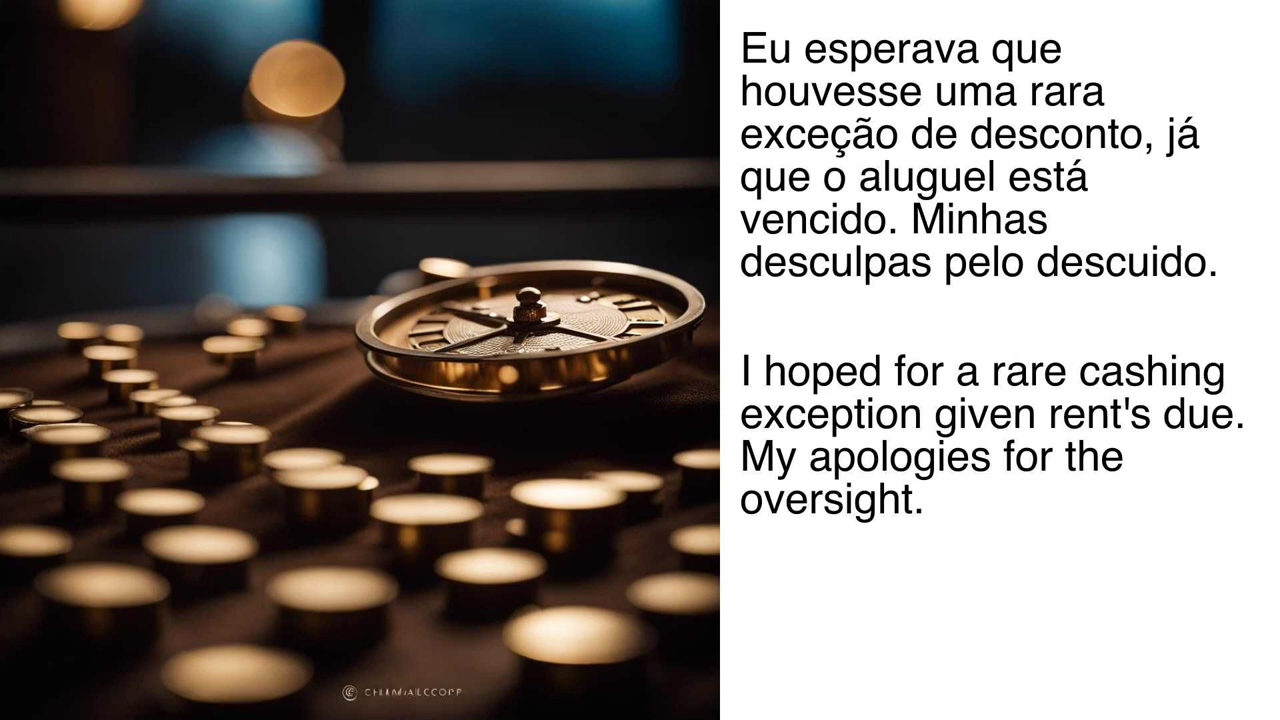 Eu esperava que
houvesse uma rara
exceção de desconto, já
que o aluguel está
vencido. Minhas
desculpas pelo descuido.
I hoped for a rare cashing
exception given rent's due.
My apologies for the
oversight.